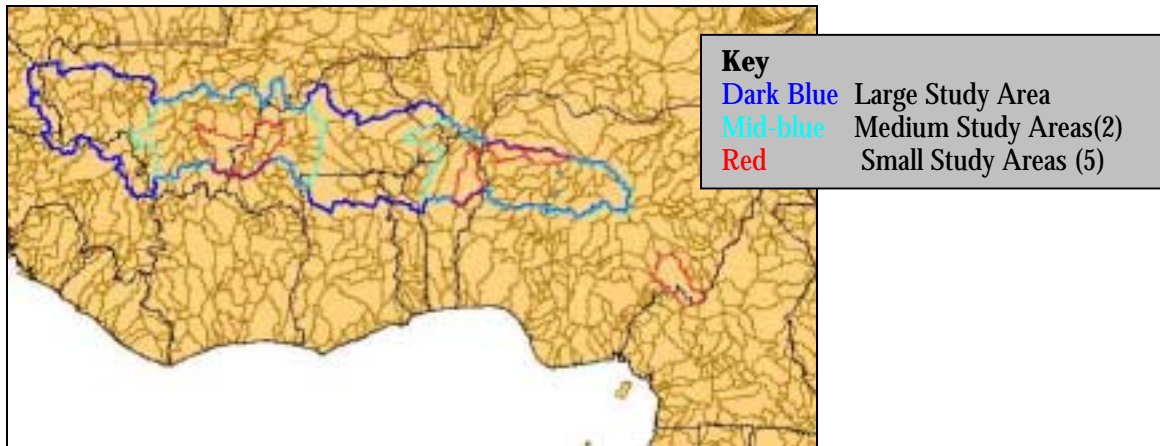 Key
Dark Blue Large Study Area
Mid-blue Medium Study Areas(2)
Red Small Study Areas (5)